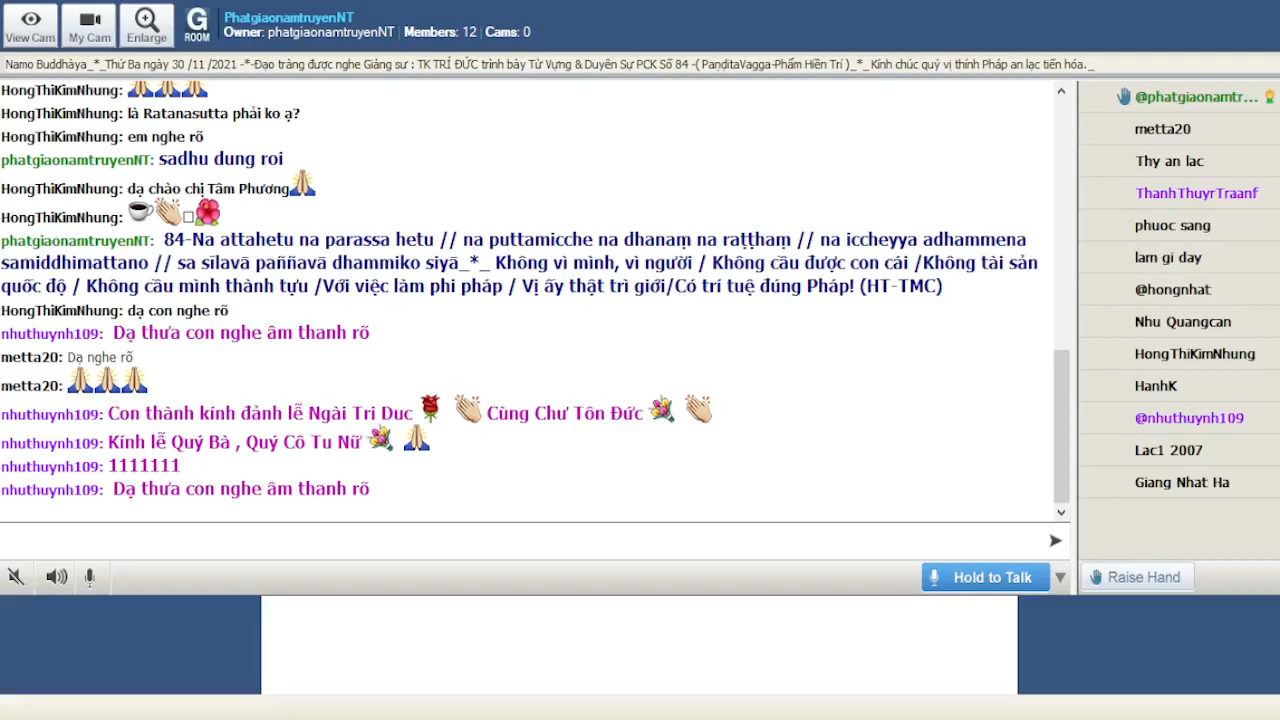 View Cam
My Cam
Enlarge
G ROOM
PhatgiaonamtruyenNT
Owner: phatgiaonamtruyenNT | Members: 12 | Cams: 0
Namo Buddhàya_*_Thứ Ba ngày 30 /11 /2021 -*-Đạo tràng được nghe Giảng sư : TK TRÍ ĐỨC trình bày Từ Vựng & Duyên Sự PCK Số 84 -( PaṇḍitaVagga-Phẩm Hiền Trí )_*_ Kính chúc quý vị thính Pháp an lạc tiến hóa._
HongThiKimNhung: 🙏🙏🙏
HongThiKimNhung: là Ratanasutta phải ko ạ?
HongThiKimNhung: em nghe rõ
phatgiaonamtruyenNT: sadhu dung roi
HongThiKimNhung: dạ chào chị Tâm Phương🙏
HongThiKimNhung: ☕👏□🌺
phatgiaonamtruyenNT: 84-Na attahetu na parassa hetu // na puttamicche na dhanaṃ na raṭṭhaṃ // na iccheyya adhammena
samiddhimattano // sa sīlavā paññavā dhammiko siyā_*_ Không vì mình, vì người / Không cầu được con cái /Không tài sản
quốc độ / Không cầu mình thành tựu /Với việc làm phi pháp / Vị ấy thật trì giới/Có trí tuệ đúng Pháp! (HT-TMC)
HongThiKimNhung: dạ con nghe rõ
nhuthuynh109: Dạ thưa con nghe âm thanh rõ
metta20: Dạ nghe rõ
metta20: 🙏🙏🙏
nhuthuynh109: Con thành kính đảnh lễ Ngài Tri Duc 🌹 👏 Cùng Chư Tôn Đức 💐 👏
nhuthuynh109: Kính lễ Quý Bà , Quý Cô Tu Nữ 💐 🙏
nhuthuynh109: 1111111
nhuthuynh109: Dạ thưa con nghe âm thanh rõ
Hold to Talk
@phatgiaonamtr...
metta20
Thy an lac
ThanhThuyrTraanf
phuoc sang
lam gi day
@hongnhat
Nhu Quangcan
HongThiKimNhung
HanhK
@nhuthuynh109
Lac1 2007
Giang Nhat Ha
Raise Hand